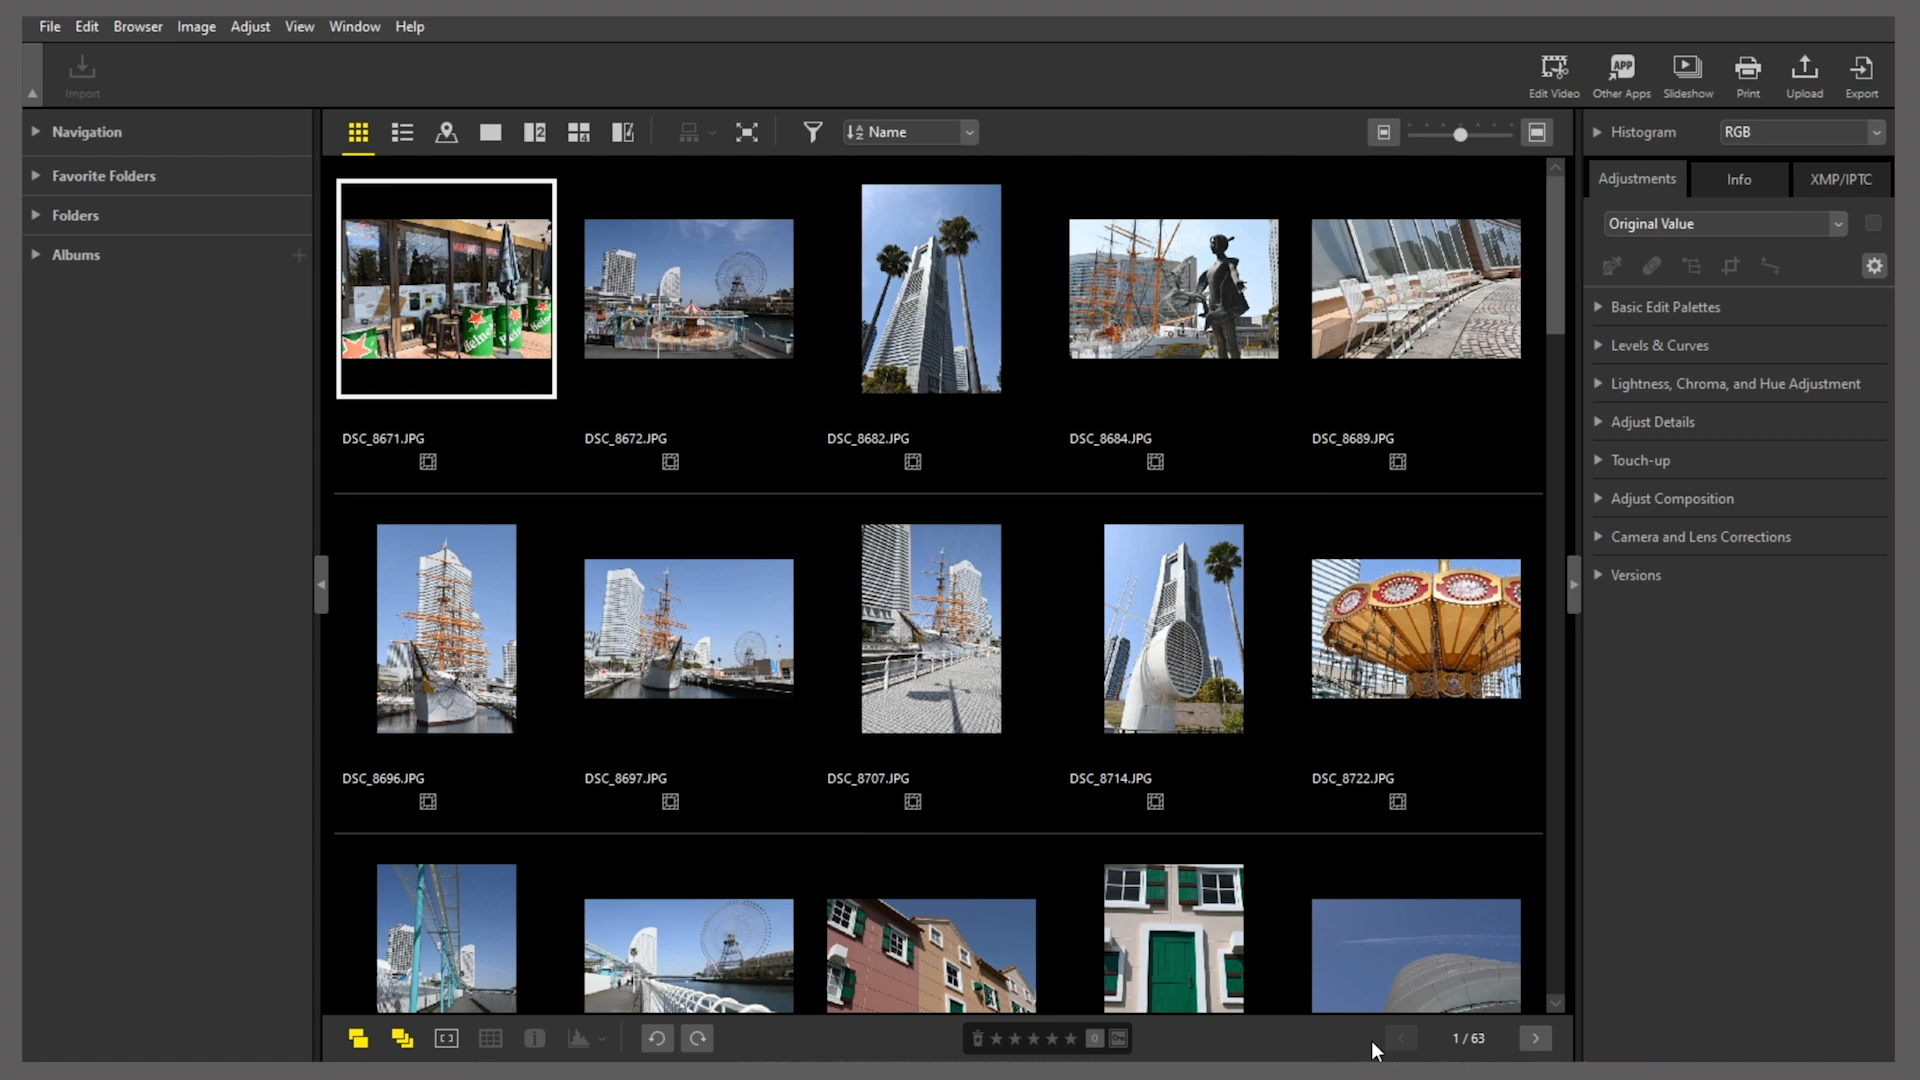 File Edit Browser Image Adjust View Window Help
Import
Edit Video Other Apps Slideshow Print Upload Export
APP
Navigation
Favorite Folders
Folders
Albums
Name
Histogram RGB
Adjustments Info XMP/IPTC
Original Value
Basic Edit Palettes
Levels & Curves
Lightness, Chroma, and Hue Adjustment
Adjust Details
Touch-up
Adjust Composition
Camera and Lens Corrections
Versions
DSC_8671.JPG DSC_8672.JPG DSC_8682.JPG DSC_8684.JPG DSC_8689.JPG
DSC_8696.JPG DSC_8697.JPG DSC_8707.JPG DSC_8714.JPG DSC_8722.JPG
0
1 / 63